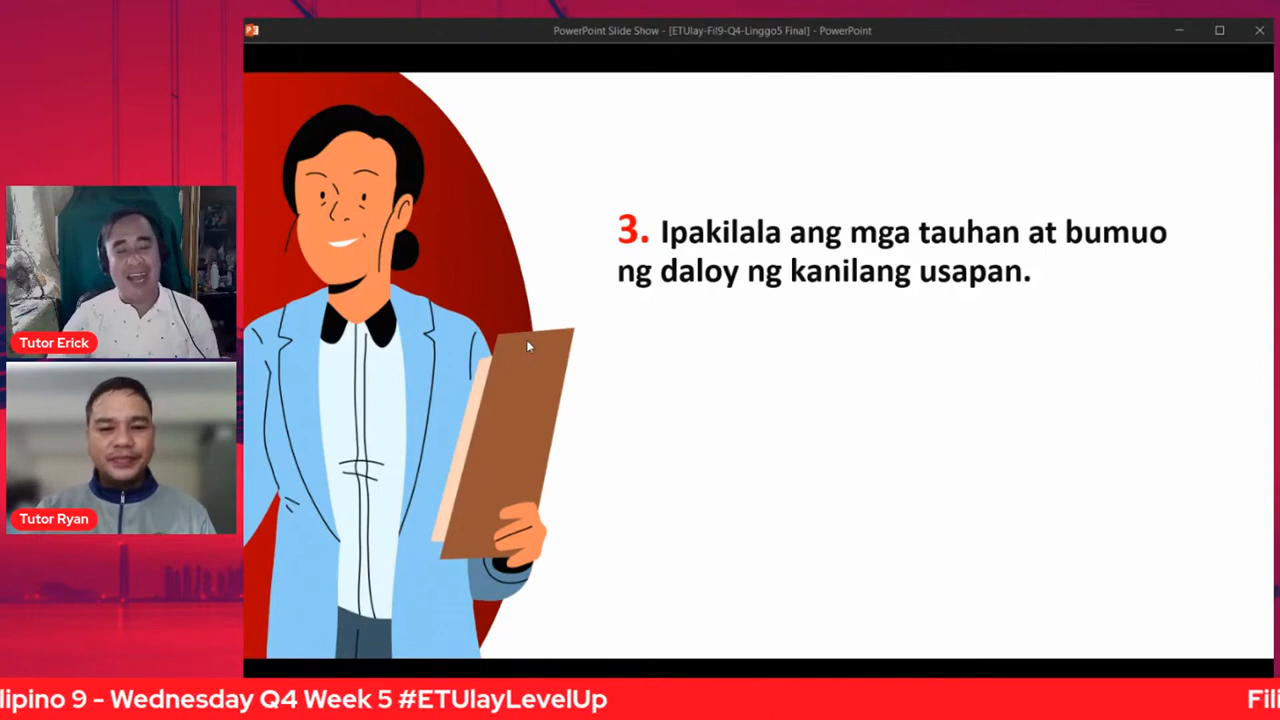 PowerPoint Slide Show - [ETUlay-Fil9-Q4-Linggo5 Final] - PowerPoint
3. Ipakilala ang mga tauhan at bumuo
ng daloy ng kanilang usapan.
Tutor Erick
Tutor Ryan
lipino 9 - Wednesday Q4 Week 5 #ETUlayLevelUp
Fili